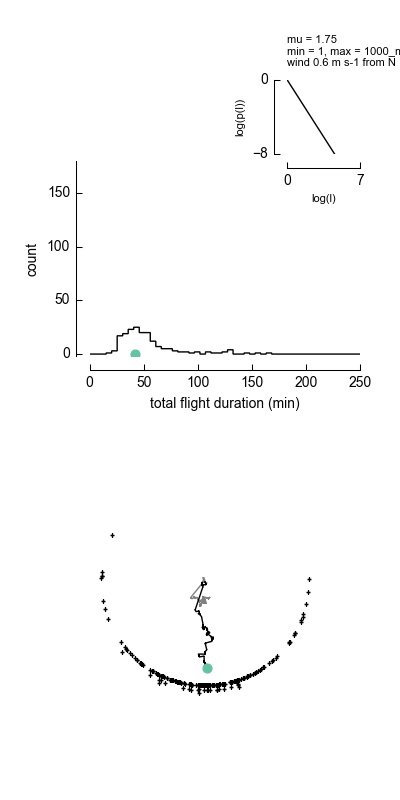 mu = 1.75
min = 1, max = 1000_m
wind 0.6 m s-1 from N
0
log(p(l))
−8
0 7
log(l)
150
100
count
50
0
0 50 100 150 200 250
total flight duration (min)